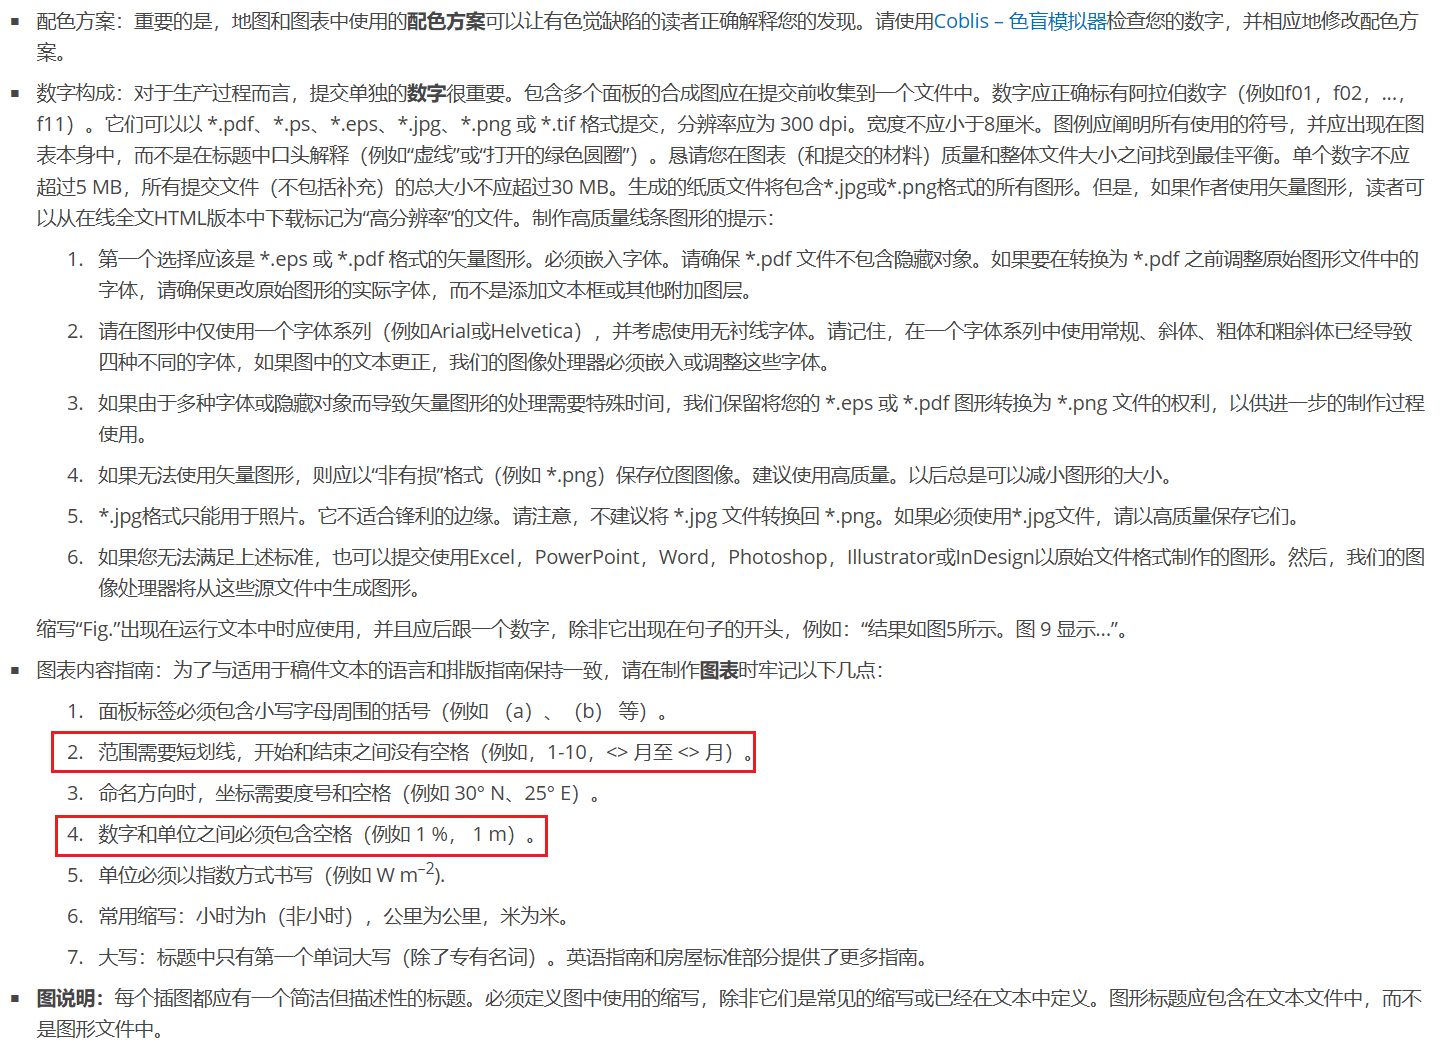 配色方案：重要的是，地图和图表中使用的配色方案可以让有色觉缺陷的读者正确解释您的发现。请使用Coblis – 色盲模拟器检查您的数字，并相应地修改配色方
案。
数字构成：对于生产过程而言，提交单独的数字很重要。包含多个面板的合成图应在提交前收集到一个文件中。数字应正确标有阿拉伯数字（例如f01，f02，...，
f11）。它们可以以 *.pdf、*.ps、*.eps、*.jpg、*.png 或 *.tif 格式提交，分辨率应为 300 dpi。宽度不应小于8厘米。图例应阐明所有使用的符号，并应出现在图
表本身中，而不是在标题中口头解释（例如“虚线”或“打开的绿色圆圈”）。恳请您在图表（和提交的材料）质量和整体文件大小之间找到最佳平衡。单个数字不应
超过5 MB，所有提交文件（不包括补充）的总大小不应超过30 MB。生成的纸质文件将包含*.jpg或*.png格式的所有图形。但是，如果作者使用矢量图形，读者可
以从在线全文HTML版本中下载标记为“高分辨率”的文件。制作高质量线条图形的提示：
1. 第一个选择应该是 *.eps 或 *.pdf 格式的矢量图形。必须嵌入字体。请确保 *.pdf 文件不包含隐藏对象。如果要在转换为 *.pdf 之前调整原始图形文件中的
字体，请确保更改原始图形的实际字体，而不是添加文本框或其他附加图层。
2. 请在图形中仅使用一个字体系列（例如Arial或Helvetica），并考虑使用无衬线字体。请记住，在一个字体系列中使用常规、斜体、粗体和粗斜体已经导致
四种不同的字体，如果图中的文本更正，我们的图像处理器必须嵌入或调整这些字体。
3. 如果由于多种字体或隐藏对象而导致矢量图形的处理需要特殊时间，我们保留将您的 *.eps 或 *.pdf 图形转换为 *.png 文件的权利，以供进一步的制作过程
使用。
4. 如果无法使用矢量图形，则应以“非有损”格式（例如 *.png）保存位图图像。建议使用高质量。以后总是可以减小图形的大小。
5. *.jpg格式只能用于照片。它不适合锋利的边缘。请注意，不建议将 *.jpg 文件转换回 *.png。如果必须使用*.jpg文件，请以高质量保存它们。
6. 如果您无法满足上述标准，也可以提交使用Excel，PowerPoint，Word，Photoshop，Illustrator或InDesign以原始文件格式制作的图形。然后，我们的图
像处理器将从这些源文件中生成图形。
缩写“Fig.”出现在运行文本中时应使用，并且应后跟一个数字，除非它出现在句子的开头，例如：“结果如图5所示。图 9 显示...”。
图表内容指南：为了与适用于稿件文本的语言和排版指南保持一致，请在制作图表时牢记以下几点：
1. 面板标签必须包含小写字母周围的括号（例如 （a）、（b） 等）。
2. 范围需要短划线，开始和结束之间没有空格（例如，1-10，<> 月至 <> 月）。
3. 命名方向时，坐标需要度号和空格（例如 30° N、25° E）。
4. 数字和单位之间必须包含空格（例如 1 %， 1 m）。
5. 单位必须以指数方式书写（例如 W m⁻²).
6. 常用缩写：小时为h（非小时），公里为公里，米为米。
7. 大写：标题中只有第一个单词大写（除了专有名词）。英语指南和房屋标准部分提供了更多指南。
图说明：每个插图都应有一个简洁但描述性的标题。必须定义图中使用的缩写，除非它们是常见的缩写或已经在文本中定义。图形标题应包含在文本文件中，而不
是图形文件中。